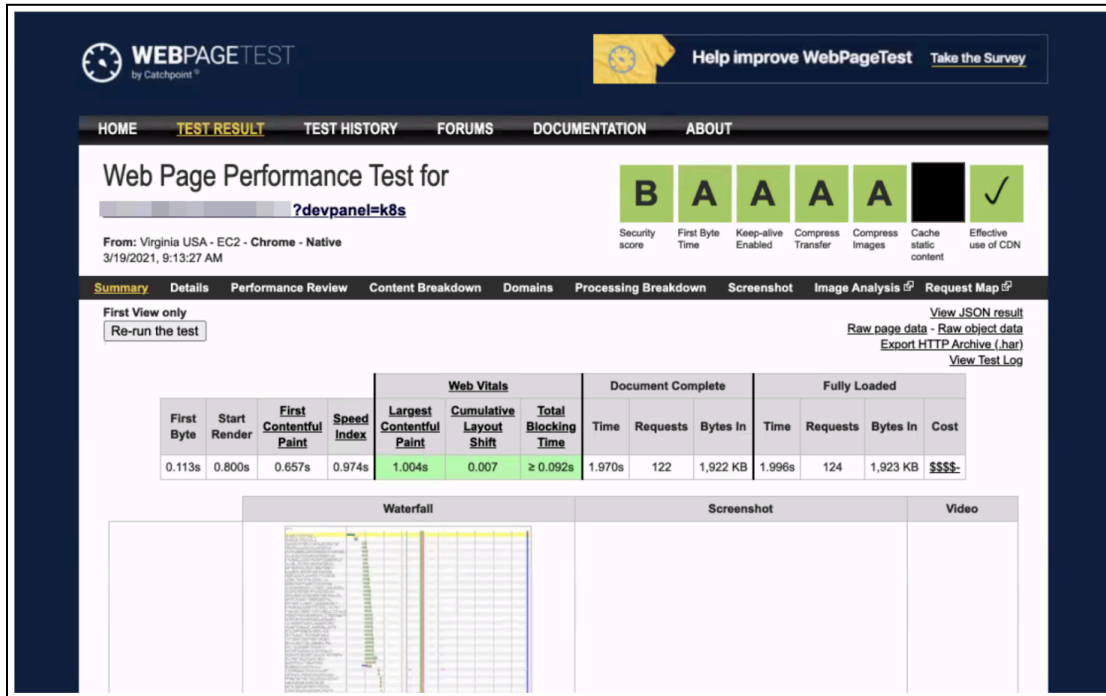 WEBPAGETEST
by Catchpoint®
Help improve WebPageTest Take the Survey
HOME TEST RESULT TEST HISTORY FORUMS DOCUMENTATION ABOUT
Web Page Performance Test for
?devpanel=k8s
From: Virginia USA - EC2 - Chrome - Native
3/19/2021, 9:13:27 AM
B A A A A ✓
Security score First Byte Time Keep-alive Enabled Compress Transfer Compress Images Cache static content Effective use of CDN
Summary Details Performance Review Content Breakdown Domains Processing Breakdown Screenshot Image Analysis Request Map
First View only
Re-run the test
View JSON result
Raw page data - Raw object data
Export HTTP Archive (.har)
View Test Log
Web Vitals Document Complete Fully Loaded
First Byte Start Render First Contentful Paint Speed Index Largest Contentful Paint Cumulative Layout Shift Total Blocking Time Time Requests Bytes In Time Requests Bytes In Cost
0.113s 0.800s 0.657s 0.974s 1.004s 0.007 ≥ 0.092s 1.970s 122 1,922 KB 1.996s 124 1,923 KB $$$$-
Waterfall Screenshot Video